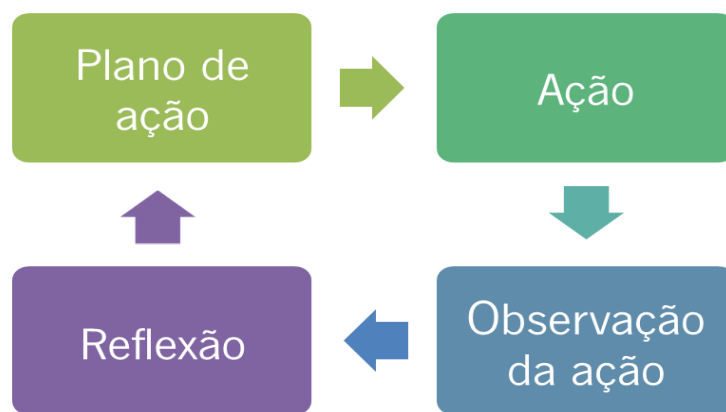 Plano de
ação
Ação
Observação
da ação
Reflexão